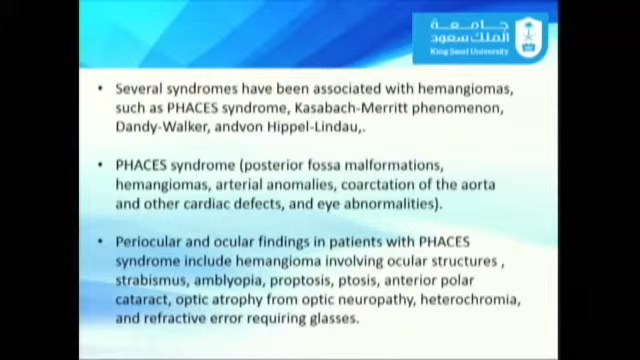 جامعة
الملك سعود
King Saud University
• Several syndromes have been associated with hemangiomas,
such as PHACES syndrome, Kasabach-Merritt phenomenon,
Dandy-Walker, andvon Hippel-Lindau,.
• PHACES syndrome (posterior fossa malformations,
hemangiomas, arterial anomalies, coarctation of the aorta
and other cardiac defects, and eye abnormalities).
• Periocular and ocular findings in patients with PHACES
syndrome include hemangioma involving ocular structures ,
strabismus, amblyopia, proptosis, ptosis, anterior polar
cataract, optic atrophy from optic neuropathy, heterochromia,
and refractive error requiring glasses.